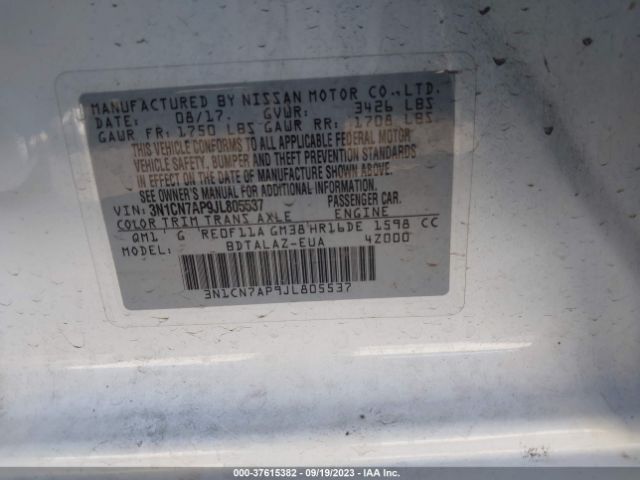 MANUFACTURED BY NISSAN MOTOR CO., LTD.
DATE: 08/17. GVWR: 3426 LBS
GAWR FR: 1750 LBS GAWR RR: 1708 LBS.
THIS VEHICLE CONFORMS TO ALL APPLICABLE FEDERAL MOTOR
VEHICLE SAFETY, BUMPER AND THEFT PREVENTION STANDARDS
IN EFFECT ON THE DATE OF MANUFACTURE SHOWN ABOVE.
SEE OWNER'S MANUAL FOR ADDITIONAL INFORMATION.
VIN: 3N1CN7AP9JL805537 PASSENGER CAR.
COLOR TRIM TRANS AXLE ENGINE
QM1 G REOF11A GM38 HR16DE 1598 CC
MODEL: BDTALAZ-EUA 4Z000
3N1CN7AP9JL805537
000-37615382 - 09/19/2023 - IAA Inc.